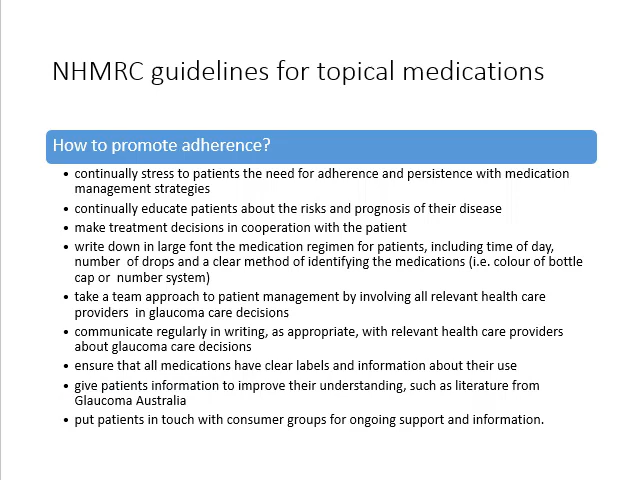 NHMRC guidelines for topical medications
How to promote adherence?
• continually stress to patients the need for adherence and persistence with medication
management strategies
• continually educate patients about the risks and prognosis of their disease
• make treatment decisions in cooperation with the patient
• write down in large font the medication regimen for patients, including time of day,
number  of drops and a clear method of identifying the medications (i.e. colour of bottle
cap or  number system)
• take a team approach to patient management by involving all relevant health care
providers  in glaucoma care decisions
• communicate regularly in writing, as appropriate, with relevant health care providers
about glaucoma care decisions
• ensure that all medications have clear labels and information about their use
• give patients information to improve their understanding, such as literature from
Glaucoma Australia
• put patients in touch with consumer groups for ongoing support and information.